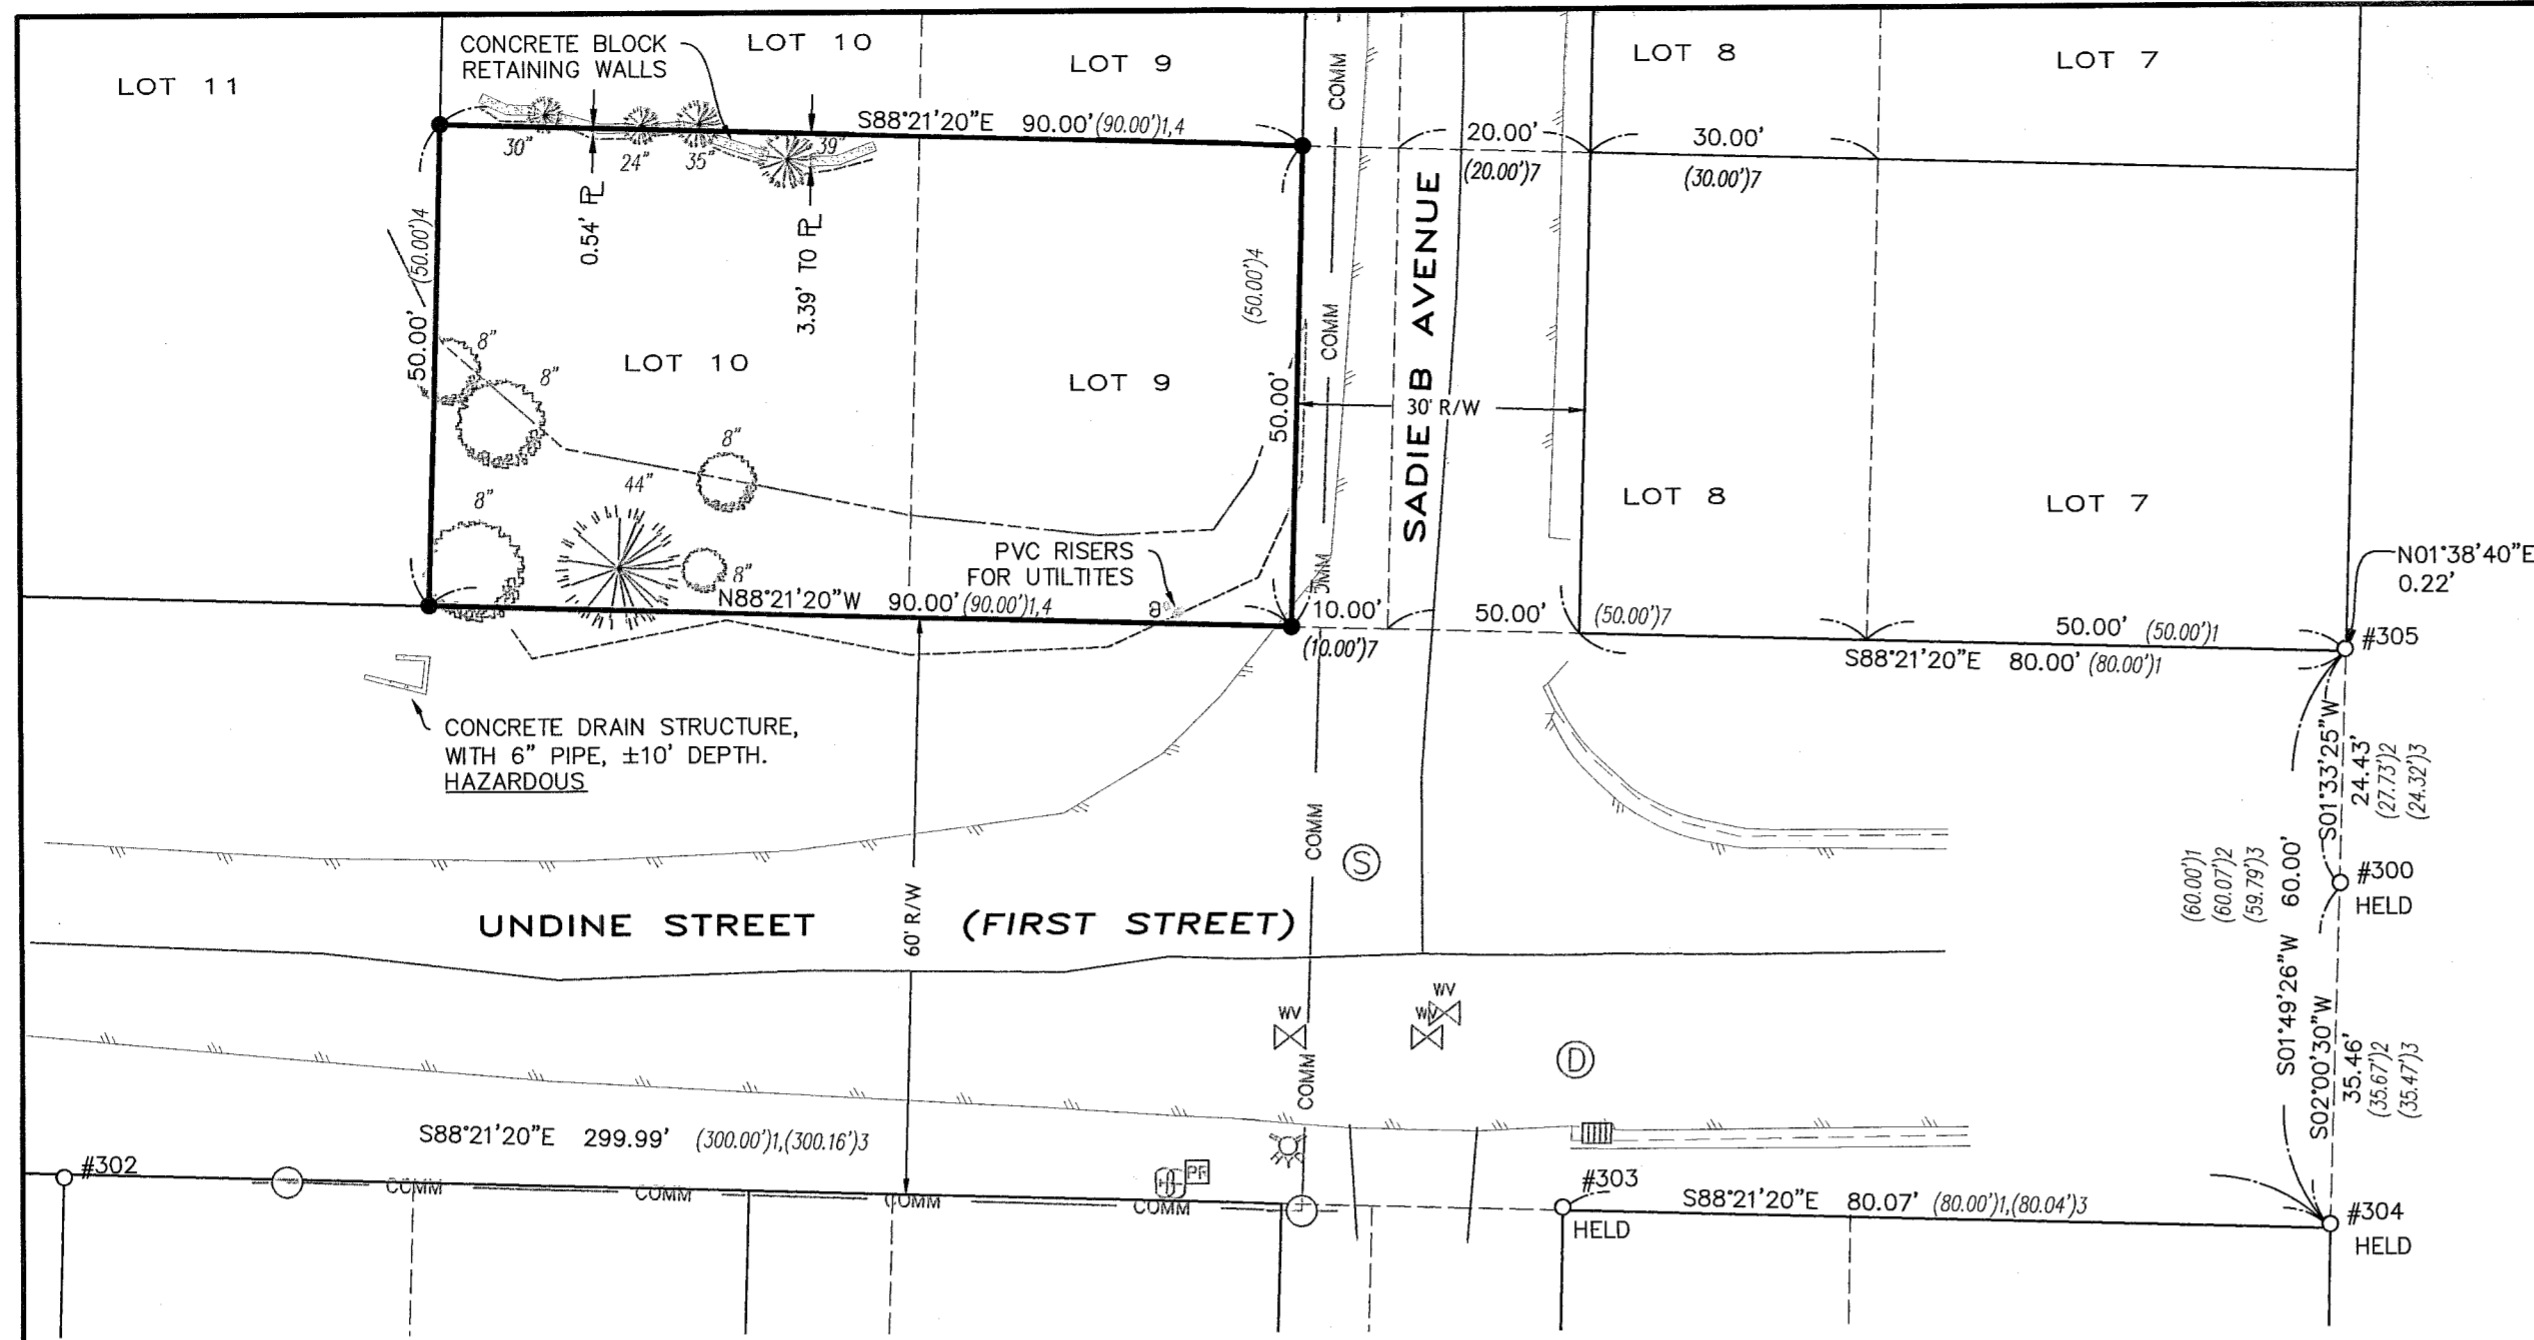 LOT 11
CONCRETE BLOCK
RETAINING WALLS
LOT 10
LOT 9
COMM
LOT 8
LOT 7
S88°21'20"E 90.00' (90.00')1,4
30"
24"
35"
39"
20.00'
(20.00')7
30.00'
(30.00')7
0.54' PL
3.39' TO PL
50.00' (50.00')4
(50.00')4
50.00'
COMM
SADIE B AVENUE
30' R/W
8"
8"
LOT 10
LOT 9
8"
8"
44"
8"
LOT 8
LOT 7
PVC RISERS
FOR UTILTITES
8"
N88°21'20"W 90.00' (90.00')1,4
10.00'
(10.00')7
50.00' (50.00')7
50.00' (50.00')1
S88°21'20"E 80.00' (80.00')1
N01°38'40"E
0.22'
#305
CONCRETE DRAIN STRUCTURE,
WITH 6" PIPE, ±10' DEPTH.
HAZARDOUS
S01°33'25"W
24.43'
(27.73')2
(24.32')3
COMM
S
#300
HELD
(60.00')1
(60.07')2
(59.79')3
S01°49'26"W 60.00'
UNDINE STREET (FIRST STREET)
60' R/W
WV
WV
WV
D
COMM
S02°00'30"W
35.46'
(35.67')2
(35.47')3
S88°21'20"E 299.99' (300.00')1,(300.16')3
#302
COMM
COMM
COMM
COMM
#303
HELD
S88°21'20"E 80.07' (80.00')1,(80.04')3
#304
HELD